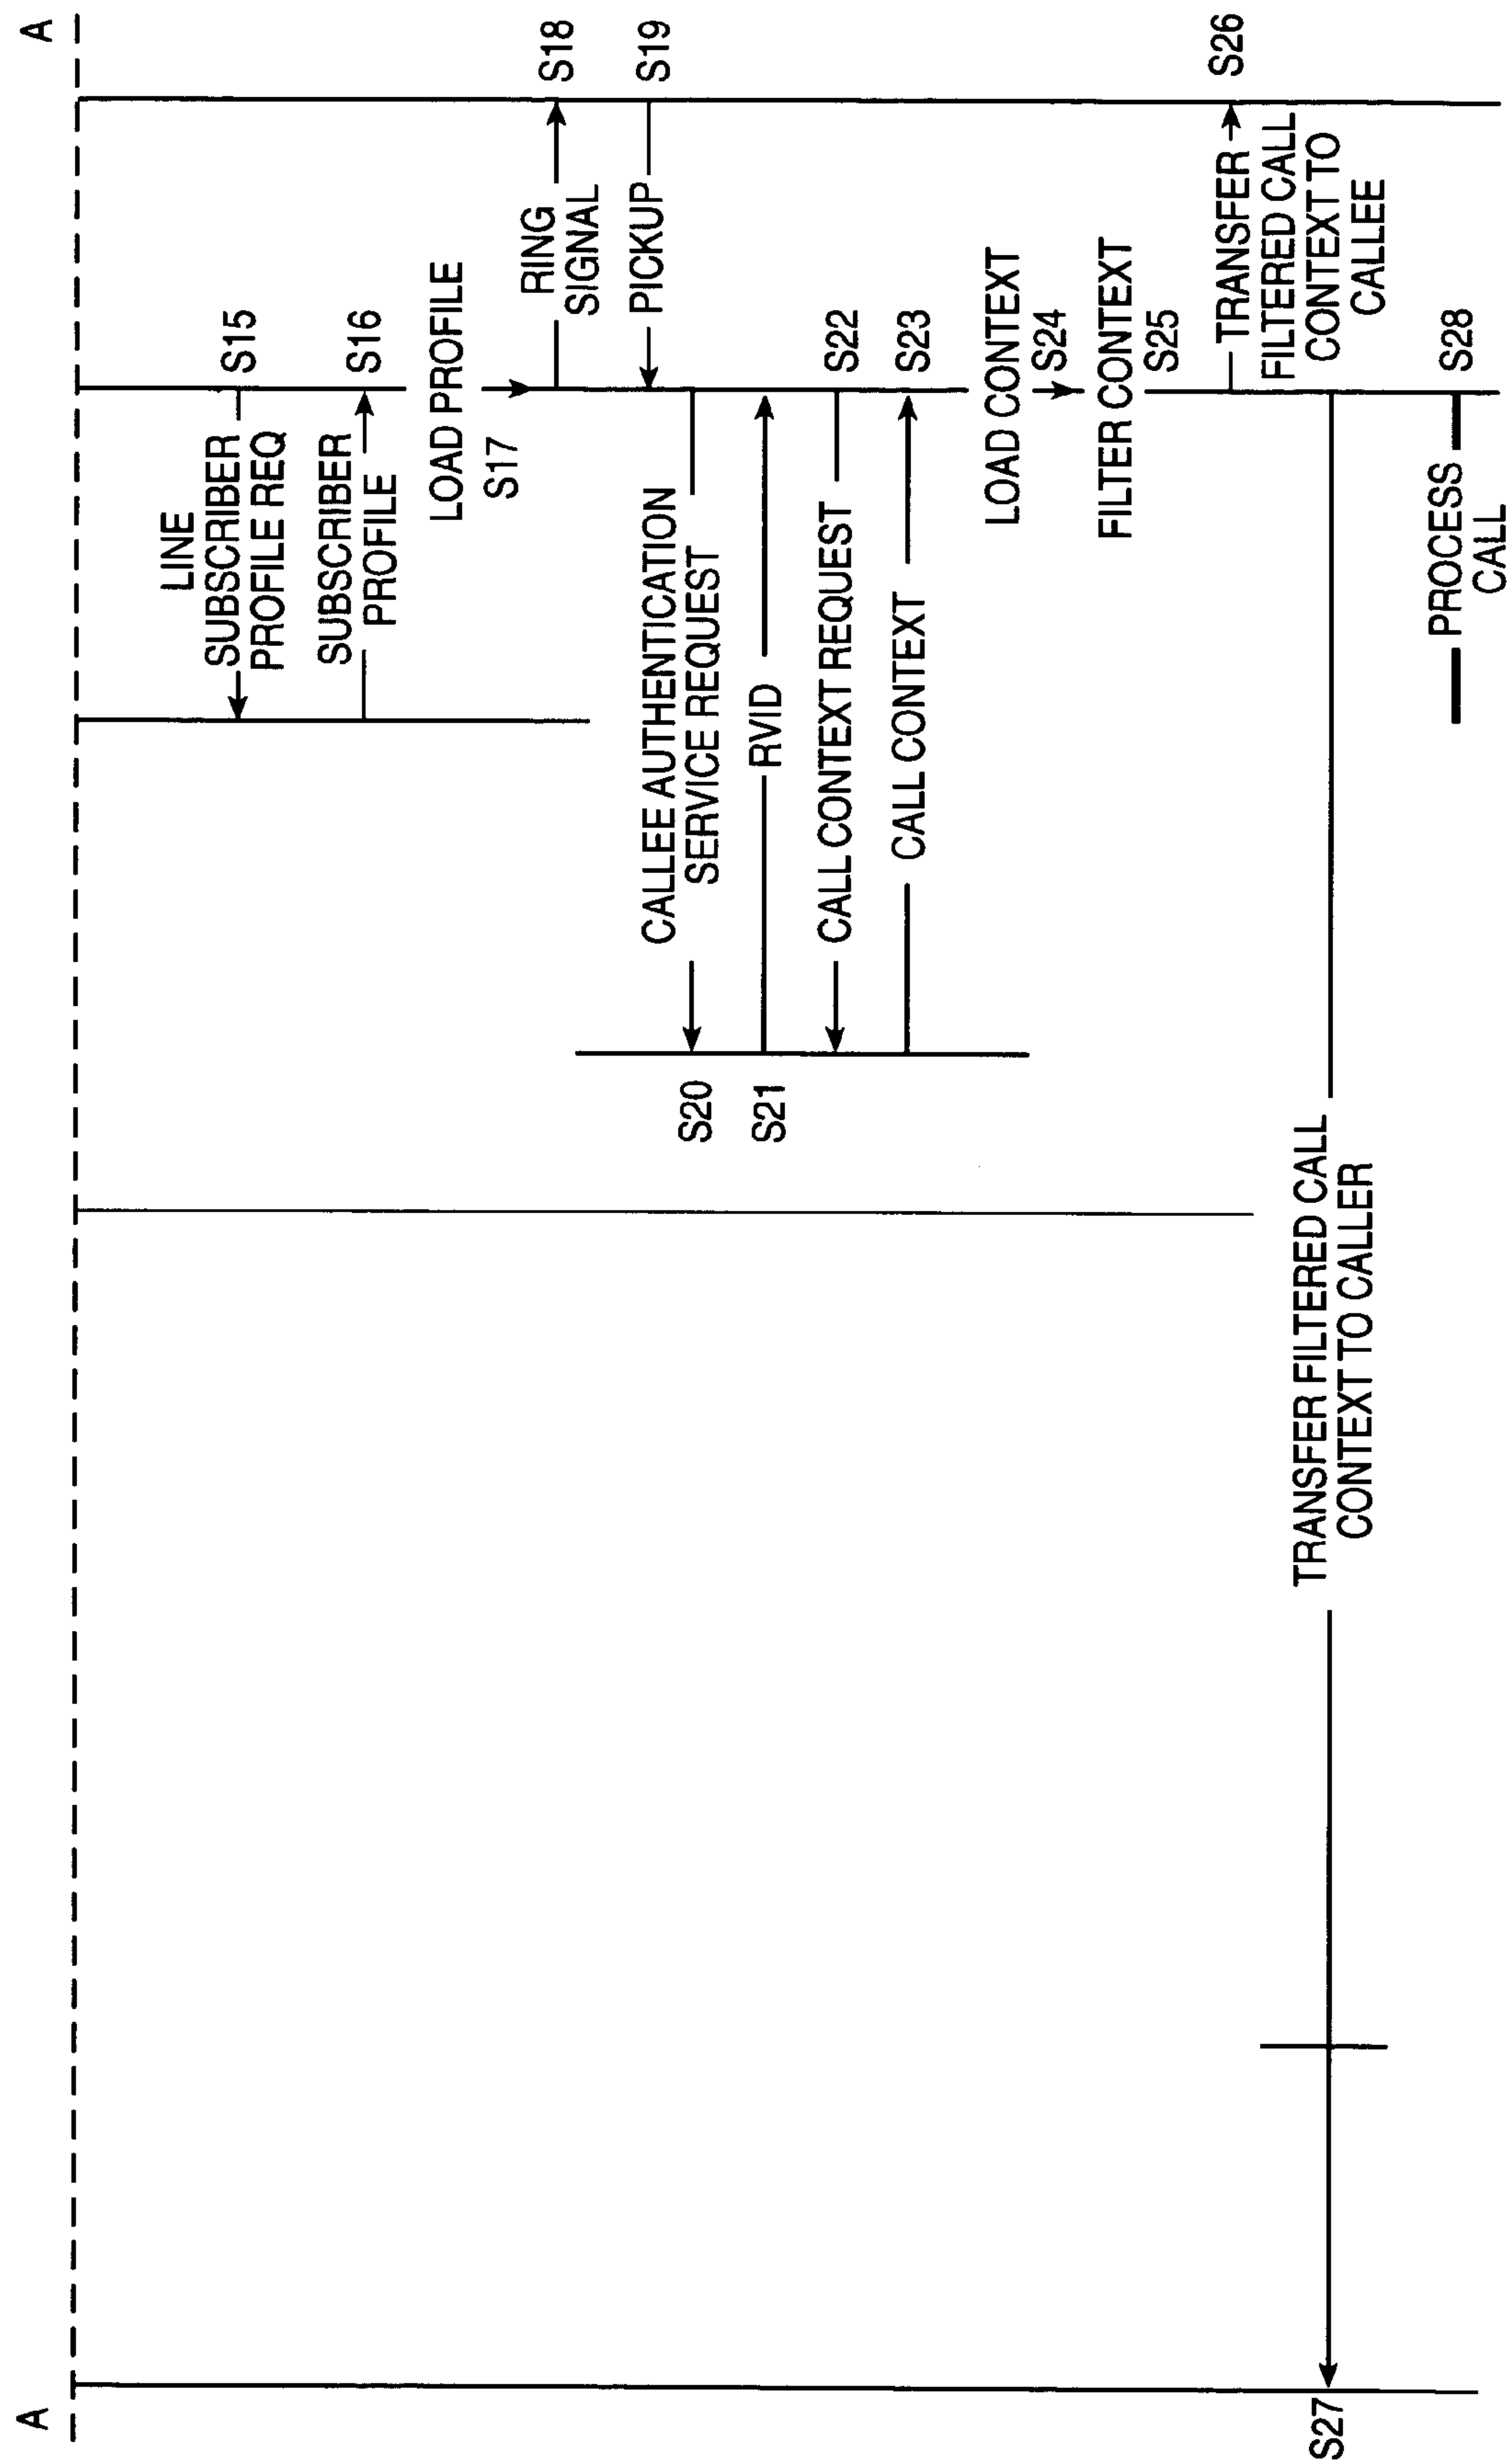 A
A
LINE
SUBSCRIBER
PROFILE REQ
S15
SUBSCRIBER
PROFILE
S16
LOAD PROFILE
S17
RING
SIGNAL
S18
PICKUP
S19
CALLEE AUTHENTICATION
SERVICE REQUEST
S20
RVID
S21
CALL CONTEXT REQUEST
S22
CALL CONTEXT
S23
LOAD CONTEXT
S24
FILTER CONTEXT
S25
TRANSFER
FILTERED CALL
CONTEXT TO
CALLEE
S26
TRANSFER FILTERED CALL
CONTEXT TO CALLER
S27
PROCESS
CALL
S28